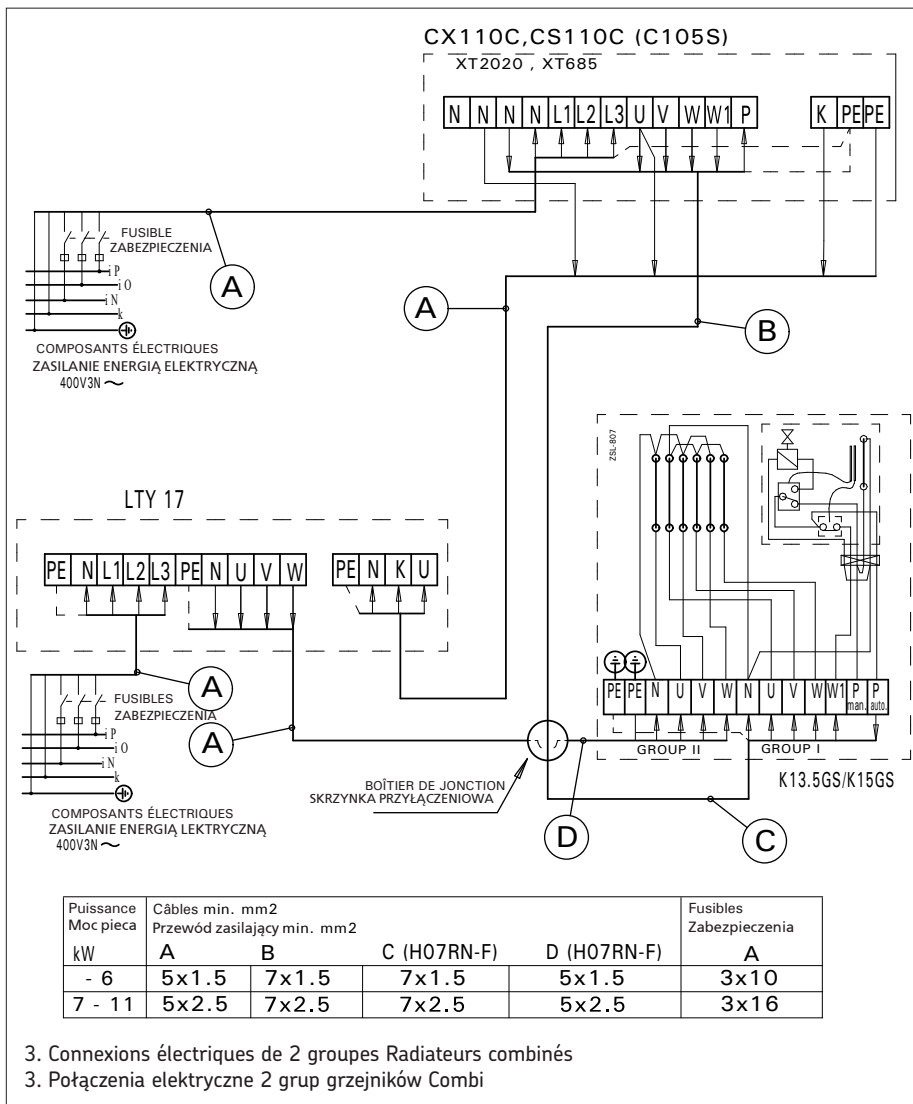 CX110C,CS110C (C105S)
XT2020 , XT685
N N N N L1 L2 L3 U V W W1 P K PE PE
FUSIBLE
ZABEZPIECZENIA
A
i P
i O
i N
k
COMPOSANTS ÉLECTRIQUES
ZASILANIE ENERGIĄ ELEKTRYCZNĄ
400V3N ~
A
B
ZSL-807
LTY 17
PE N L1 L2 L3 PE N U V W PE N K U
A
FUSIBLES
ZABEZPIECZENIA
A
i P
i O
i N
k
COMPOSANTS ÉLECTRIQUES
ZASILANIE ENERGIĄ LEKTRYCZNĄ
400V3N ~
PE PE N U V W N U V W W1 P man. P auto.
GROUP II GROUP I
K13.5GS/K15GS
BOÎTIER DE JONCTION
SKRZYNKA PRZYŁĄCZENIOWA
D
C
Puissance Câbles min. mm2 Fusibles
Moc pieca Przewód zasilający min. mm2 Zabezpieczenia
kW A B C (H07RN-F) D (H07RN-F) A
- 6 5x1.5 7x1.5 7x1.5 5x1.5 3x10
7 - 11 5x2.5 7x2.5 7x2.5 5x2.5 3x16
3. Connexions électriques de 2 groupes Radiateurs combinés
3. Połączenia elektryczne 2 grup grzejników Combi